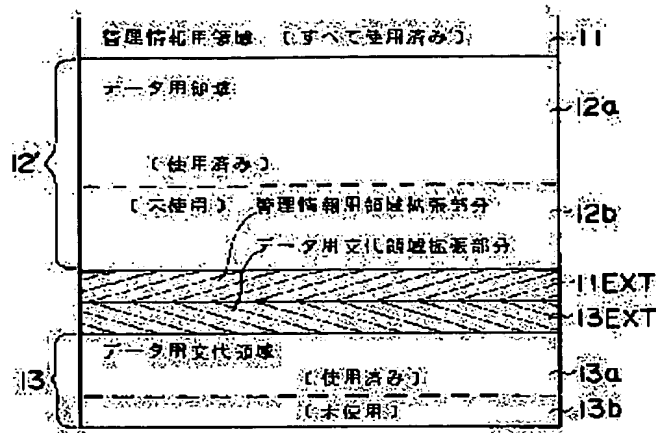 管理情報用領域 〔すべて使用済み〕 11
データ用領域 12a
12'
〔使用済み〕
〔未使用〕 管理情報用領域拡張部分 12b
データ用交代領域拡張部分
11EXT
13EXT
データ用交代領域
13 〔使用済み〕 13a
〔未使用〕 13b